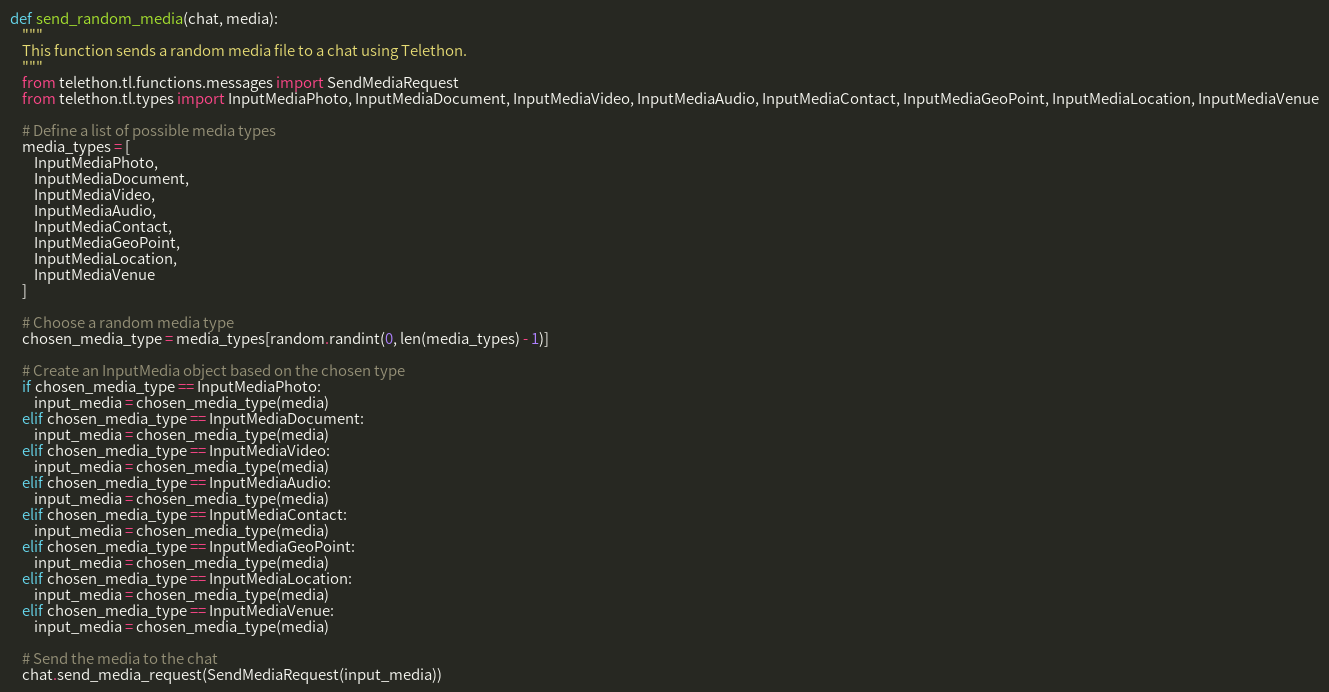 def send_random_media(chat, media):
    """
    This function sends a random media file to a chat using Telethon.
    """
    from telethon.tl.functions.messages import SendMediaRequest
    from telethon.tl.types import InputMediaPhoto, InputMediaDocument, InputMediaVideo, InputMediaAudio, InputMediaContact, InputMediaGeoPoint, InputMediaLocation, InputMediaVenue

    # Define a list of possible media types
    media_types = [
        InputMediaPhoto,
        InputMediaDocument,
        InputMediaVideo,
        InputMediaAudio,
        InputMediaContact,
        InputMediaGeoPoint,
        InputMediaLocation,
        InputMediaVenue
    ]

    # Choose a random media type
    chosen_media_type = media_types[random.randint(0, len(media_types) - 1)]

    # Create an InputMedia object based on the chosen type
    if chosen_media_type == InputMediaPhoto:
        input_media = chosen_media_type(media)
    elif chosen_media_type == InputMediaDocument:
        input_media = chosen_media_type(media)
    elif chosen_media_type == InputMediaVideo:
        input_media = chosen_media_type(media)
    elif chosen_media_type == InputMediaAudio:
        input_media = chosen_media_type(media)
    elif chosen_media_type == InputMediaContact:
        input_media = chosen_media_type(media)
    elif chosen_media_type == InputMediaGeoPoint:
        input_media = chosen_media_type(media)
    elif chosen_media_type == InputMediaLocation:
        input_media = chosen_media_type(media)
    elif chosen_media_type == InputMediaVenue:
        input_media = chosen_media_type(media)

    # Send the media to the chat
    chat.send_media_request(SendMediaRequest(input_media))